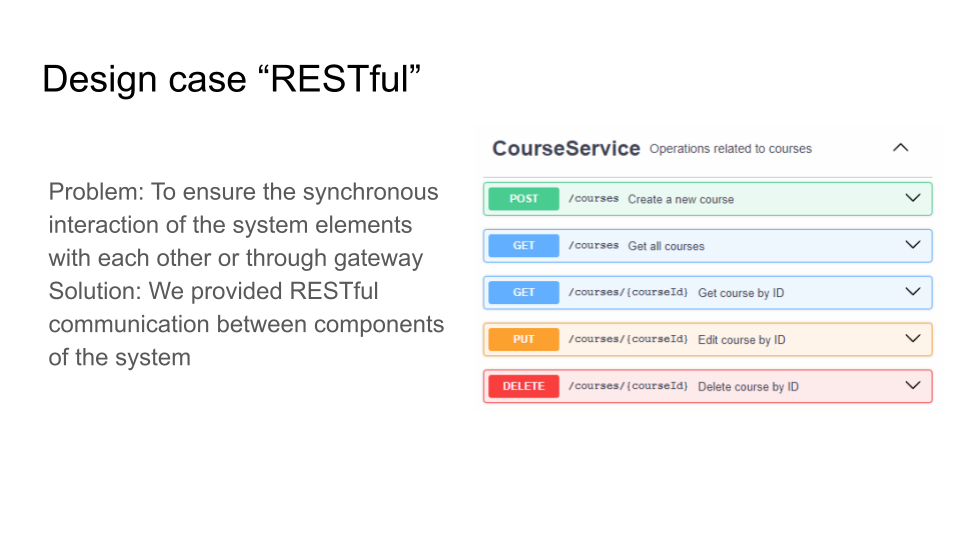 Design case “RESTful”
Problem: To ensure the synchronous
interaction of the system elements
with each other or through gateway
Solution: We provided RESTful
communication between components
of the system
CourseService Operations related to courses
POST /courses Create a new course
GET /courses Get all courses
GET /courses/{courseId} Get course by ID
PUT /courses/{courseId} Edit course by ID
DELETE /courses/{courseId} Delete course by ID